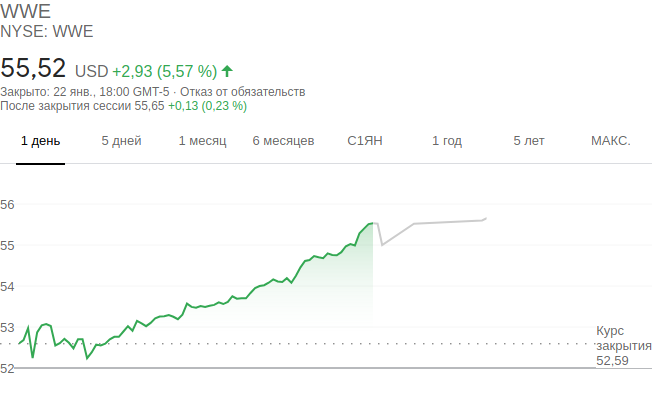 WWE
NYSE: WWE
55,52 USD +2,93 (5,57 %)
Закрыто: 22 янв., 18:00 GMT-5 · Отказ от обязательств
После закрытия сессии 55,65 +0,13 (0,23 %)
1 день 5 дней 1 месяц 6 месяцев С1ЯН 1 год 5 лет МАКС.
56
55
54
53
52
Курс
закрытия
52,59